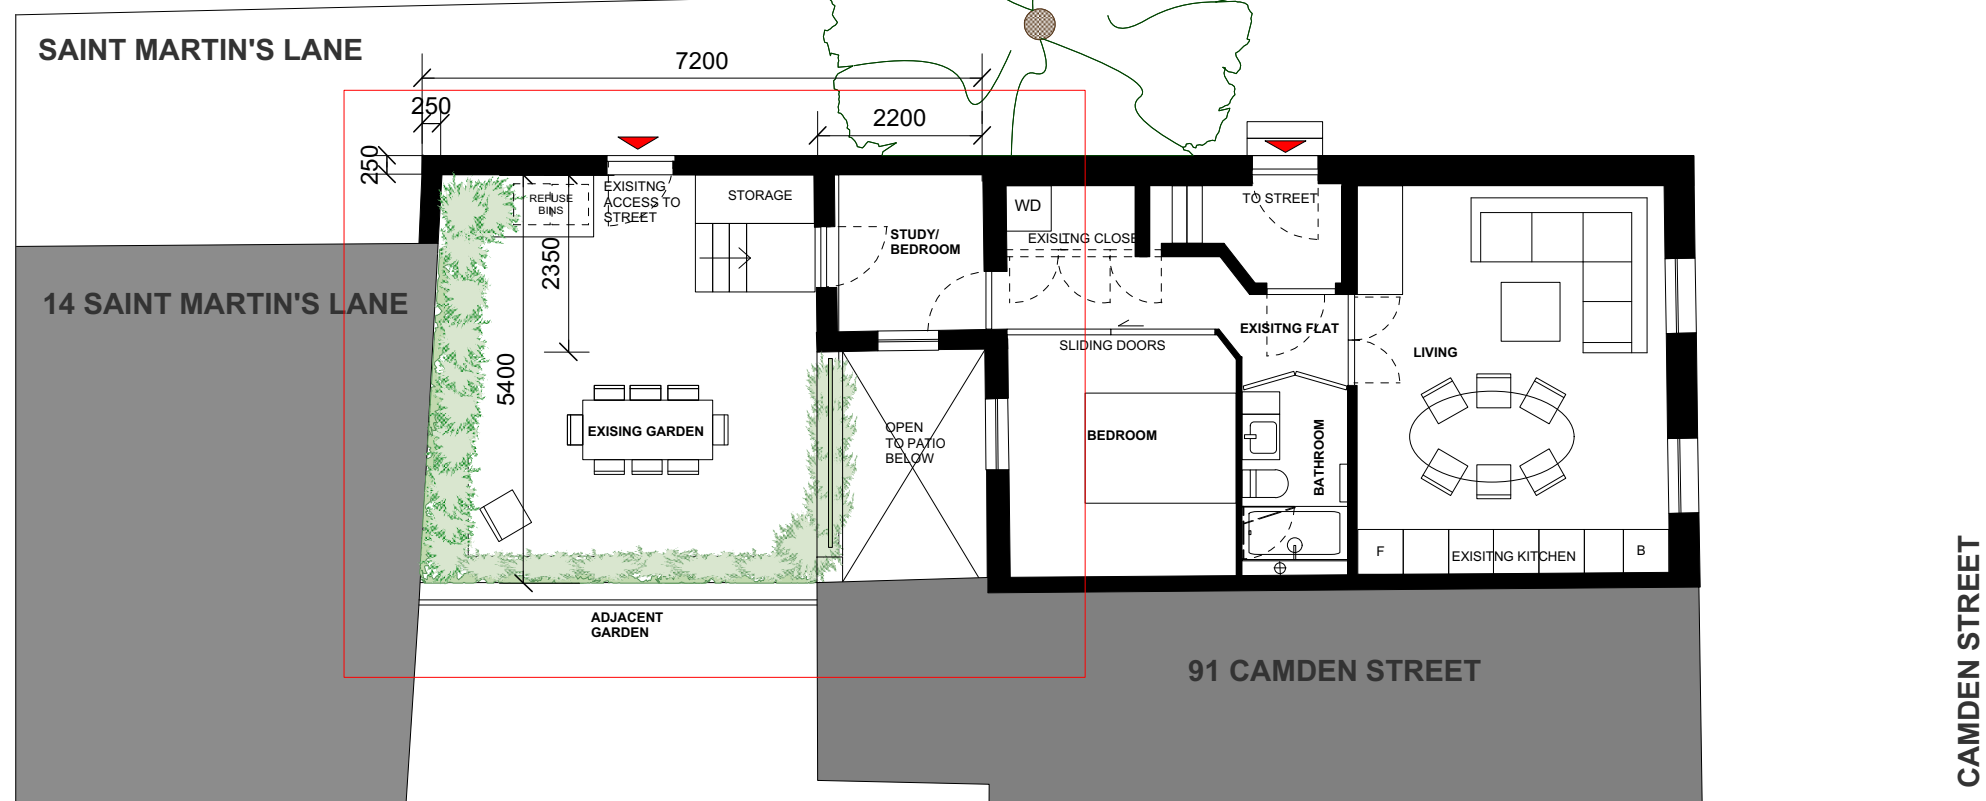 SAINT MARTIN'S LANE
7200
250
2200
250
REFUSE
BINS
EXISITNG
ACCESS TO
STREET
STORAGE
STUDY/
BEDROOM
WD
EXISITNG CLOSE
TO STREET
2350
14 SAINT MARTIN'S LANE
EXISITNG FLAT
SLIDING DOORS
LIVING
5400
EXISING GARDEN
OPEN
TO PATIO
BELOW
BEDROOM
BATHROOM
F
EXISITNG KITCHEN
B
ADJACENT
GARDEN
91 CAMDEN STREET
CAMDEN STREET